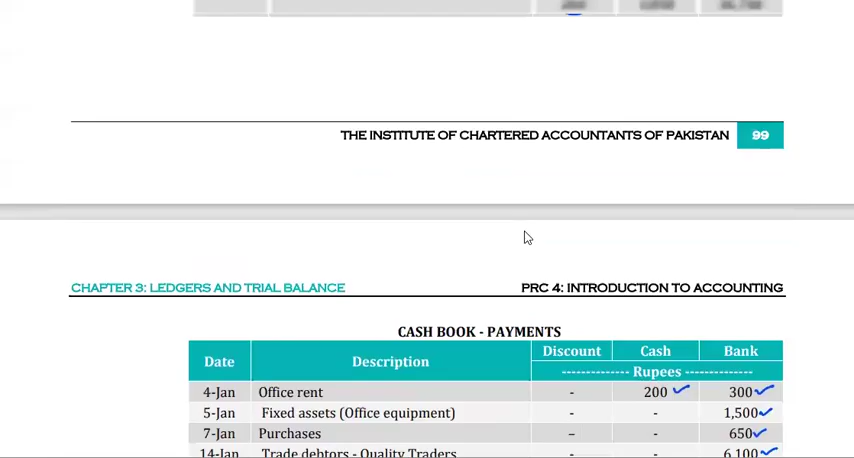 THE INSTITUTE OF CHARTERED ACCOUNTANTS OF PAKISTAN 99
CHAPTER 3: LEDGERS AND TRIAL BALANCE PRC 4: INTRODUCTION TO ACCOUNTING
CASH BOOK - PAYMENTS
Date Description Discount Cash Bank
-------------- Rupees --------------
4-Jan Office rent - 200 300
5-Jan Fixed assets (Office equipment) - - 1,500
7-Jan Purchases – - 650
14-Jan Trade debtors - Quality Traders - - 6,100